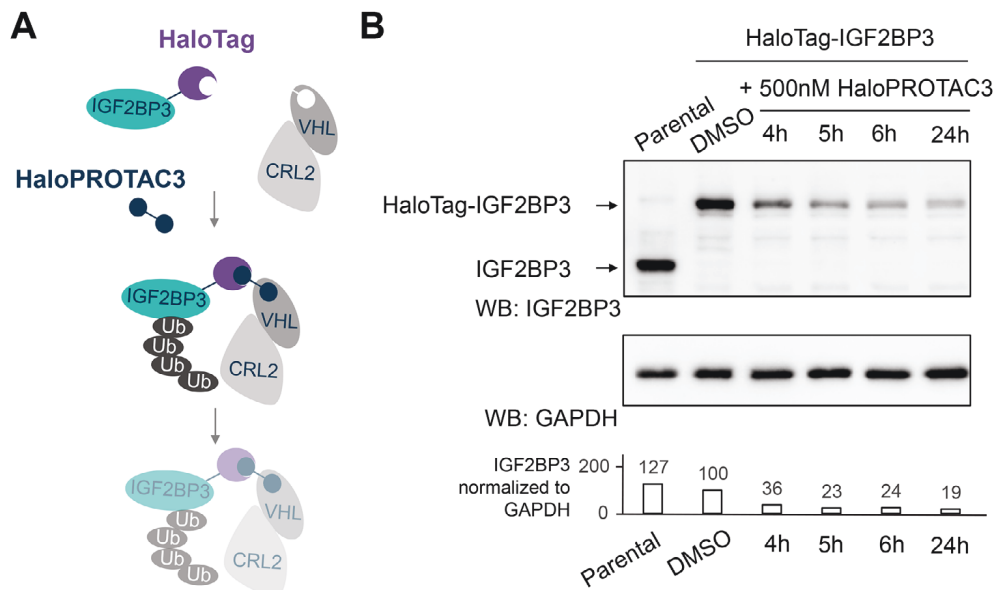 A
HaloTag
IGF2BP3
VHL
CRL2
HaloPROTAC3
IGF2BP3
VHL
Ub
Ub
Ub
Ub
CRL2
IGF2BP3
VHL
Ub
Ub
Ub
Ub
CRL2
B
HaloTag-IGF2BP3
+ 500nM HaloPROTAC3
Parental DMSO 4h 5h 6h 24h
HaloTag-IGF2BP3
IGF2BP3
WB: IGF2BP3
WB: GAPDH
IGF2BP3
normalized to
GAPDH
200
0
127 100 36 23 24 19
Parental DMSO 4h 5h 6h 24h